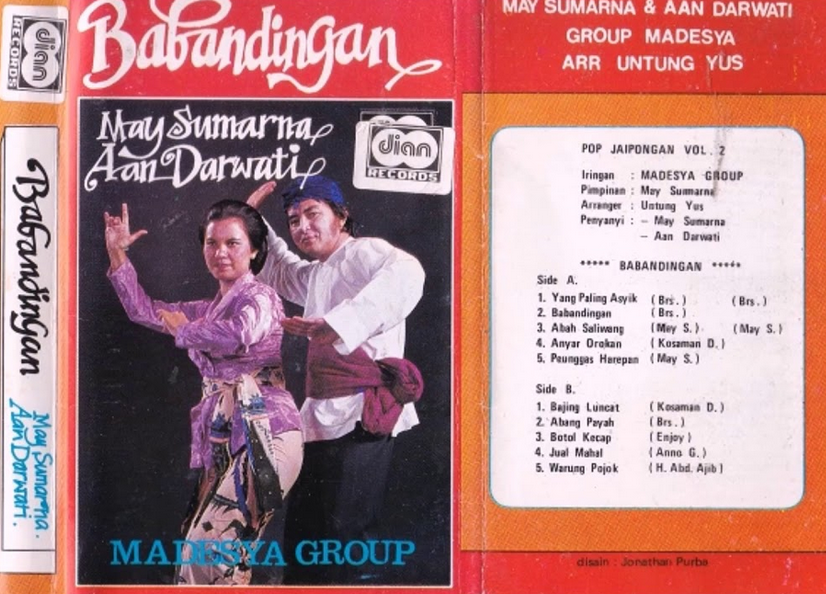 dian
RECORDS
Babandingan
May Sumarna.
Aan Darwati.
Babandingan
May Sumarna
Aan Darwati
dian
RECORDS
MADESYA GROUP
MAY SUMARNA & AAN DARWATI
GROUP MADESYA
ARR UNTUNG YUS
POP JAIPONGAN VOL. 2
Iringan : MADESYA GROUP
Pimpinan : May Sunmarna
Arranger : Untung Yus
Penyanyi : – May Sumarna
– Aan Darwati
***** BABANDINGAN *****
Side A.
1. Yang Paling Asyik (Brs.) (Brs.)
2. Babandingan (Brs.)
3. Abah Saliwang (May S.) (May S.)
4. Anyar Orokan (Kosaman D.)
5. Peunggas Harepan (May S.)
Side B.
1. Bajing Luncat (Kosaman D.)
2. Abang Payah (Brs.)
3. Botol Kecap (Enjoy)
4. Jual Mahal (Anno G.)
5. Warung Pojok (H. Abd. Ajib)
disain : Jonathan Purba